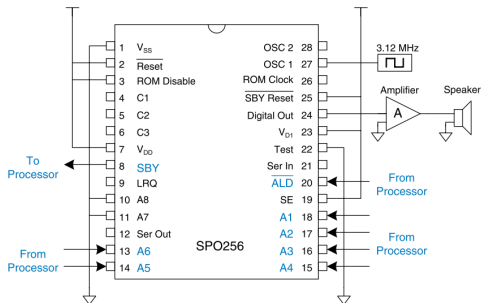 1 VSS OSC 2 28
3.12 MHz
2 Reset OSC 1 27
3 ROM Disable ROM Clock 26
4 C1 SBY Reset 25
Amplifier Speaker
5 C2 Digital Out 24 A
6 C3 VD1 23
7 VDD Test 22
To Processor
8 SBY Ser In 21
9 LRQ ALD 20
From Processor
10 A8 SE 19
11 A7 A1 18
12 Ser Out A2 17
From Processor
13 A6 SPO256 A3 16
From Processor
14 A5 A4 15